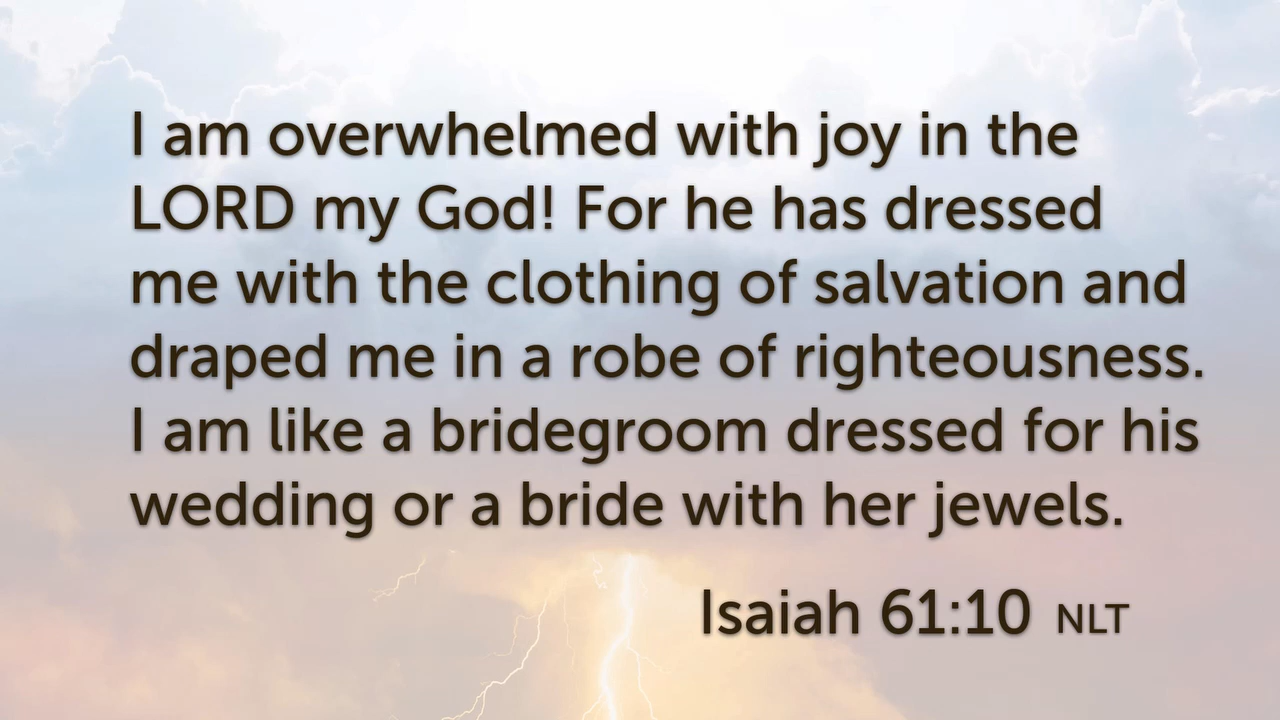 I am overwhelmed with joy in the
LORD my God! For he has dressed
me with the clothing of salvation and
draped me in a robe of righteousness.
I am like a bridegroom dressed for his
wedding or a bride with her jewels.
Isaiah 61:10 NLT